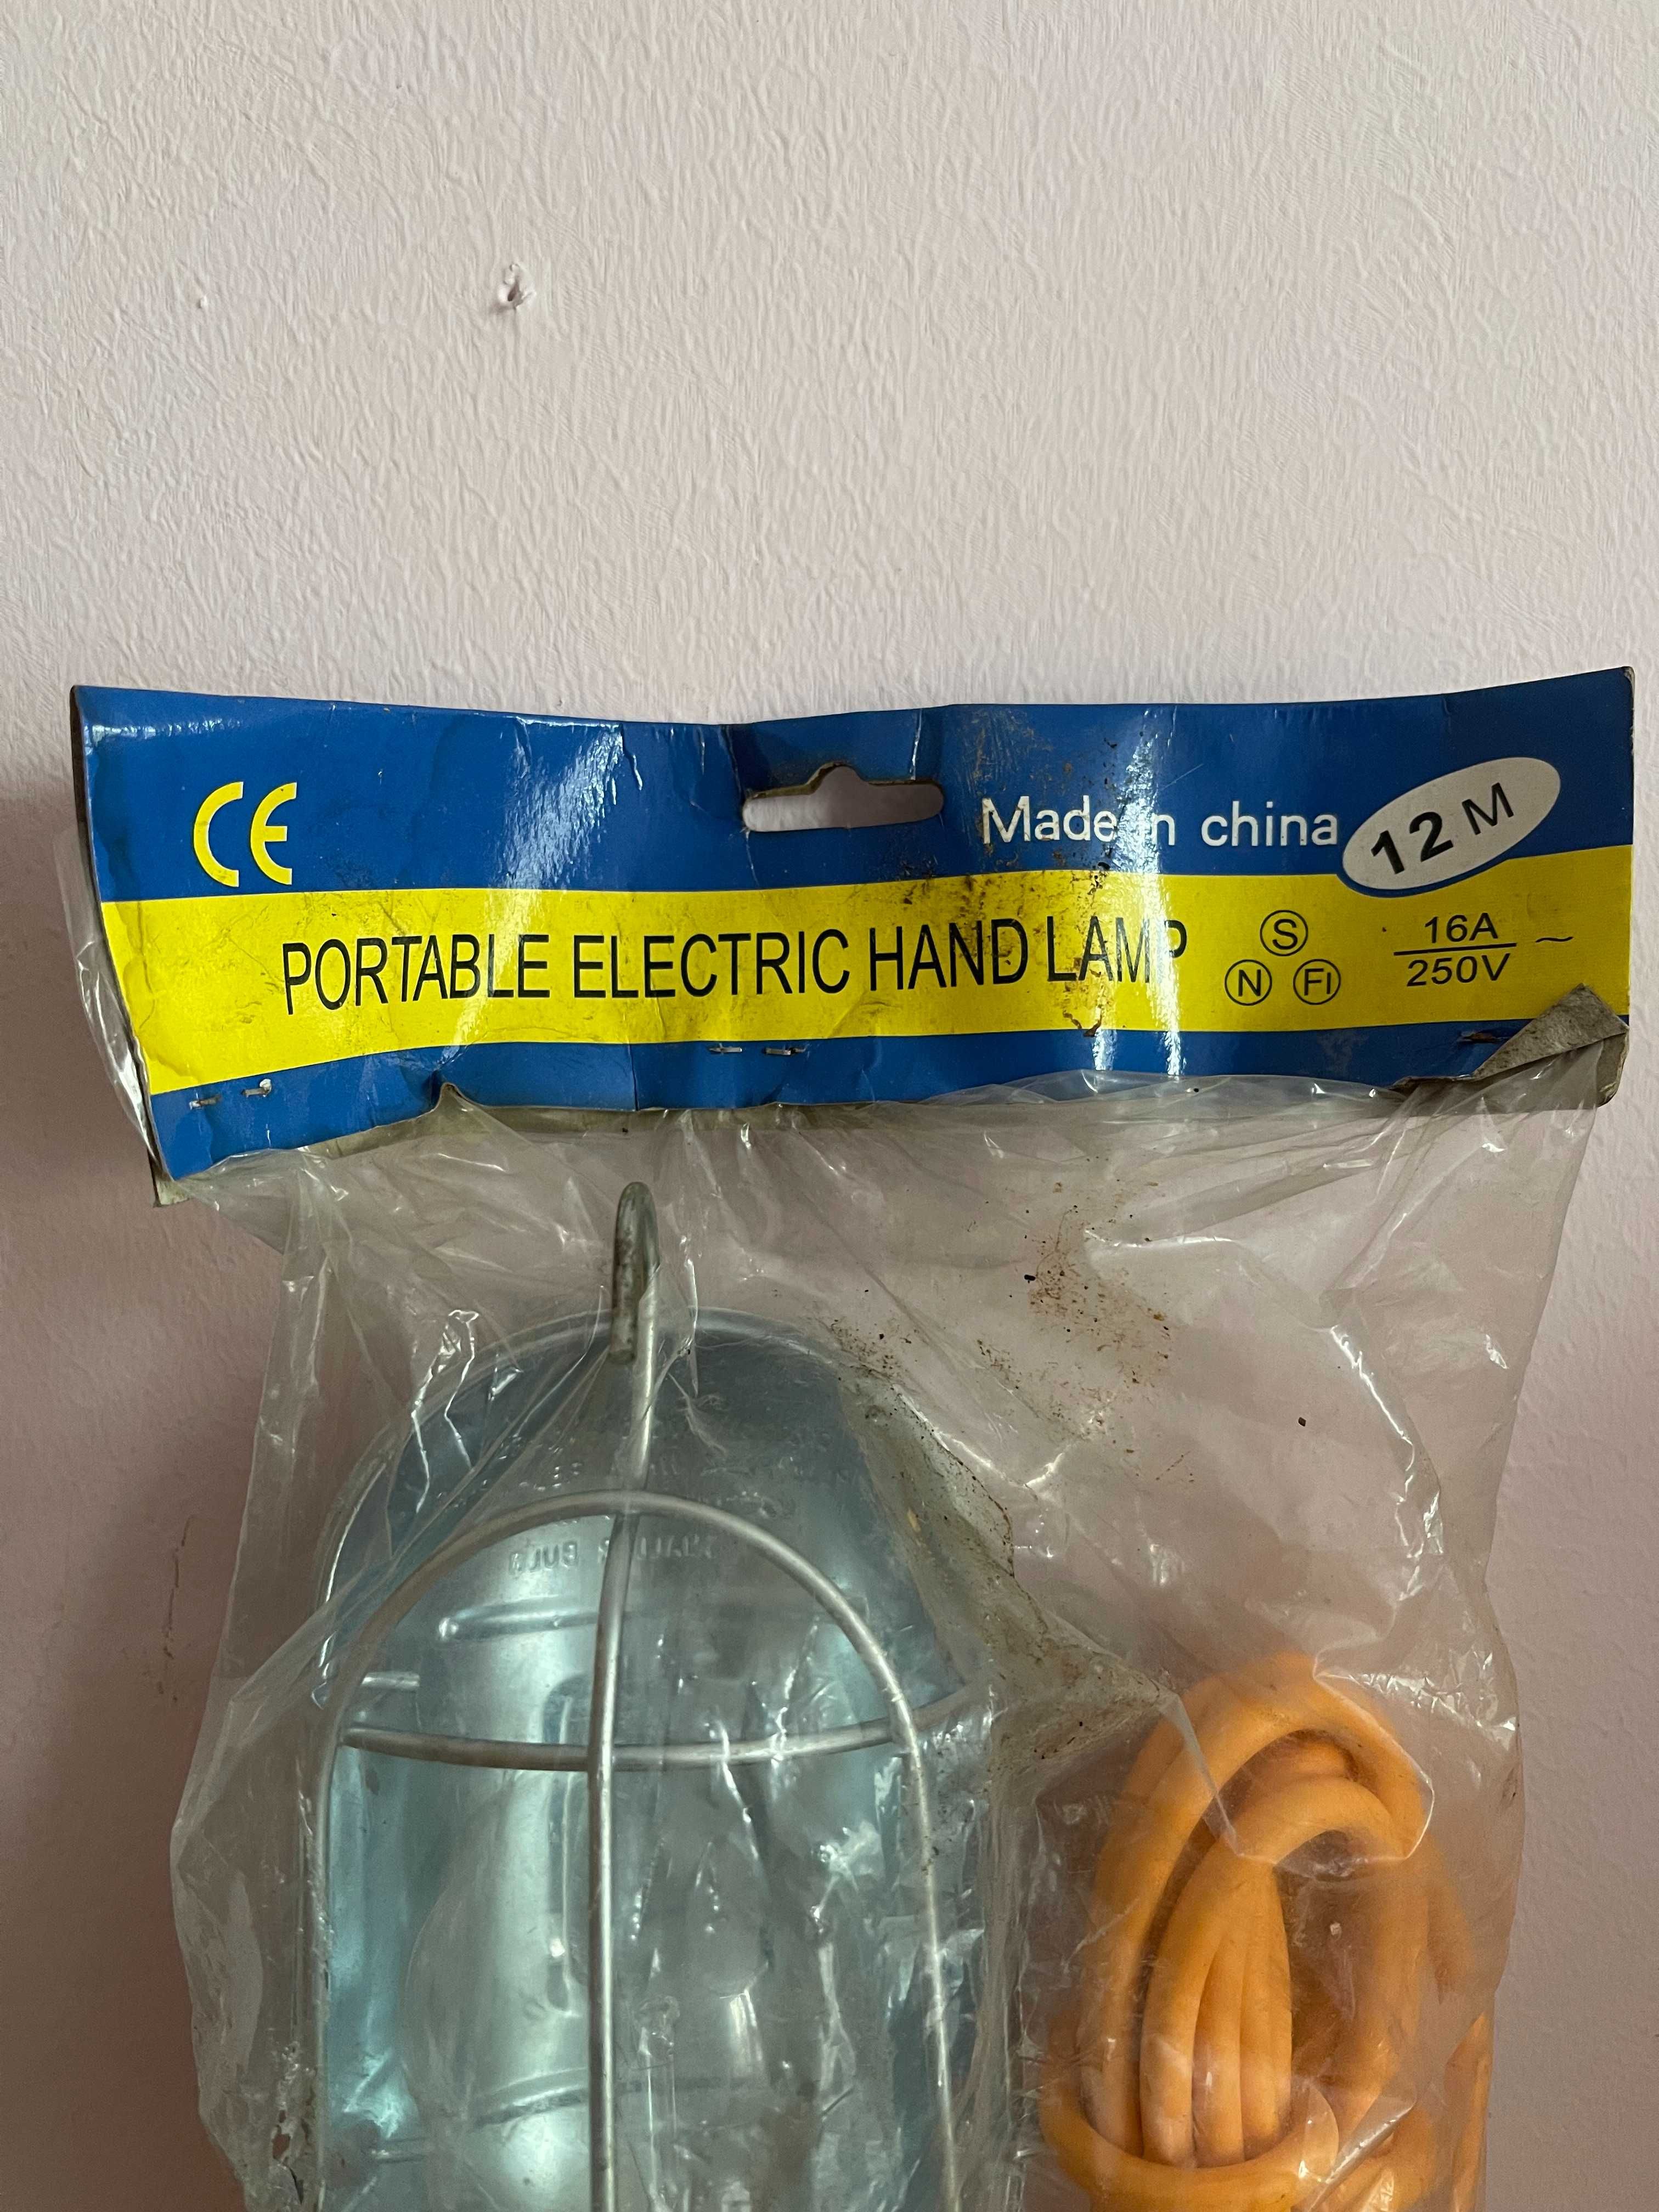 CE
Made in china
12 M
PORTABLE ELECTRIC HAND LAMP
S
N FI
16A
250V ~